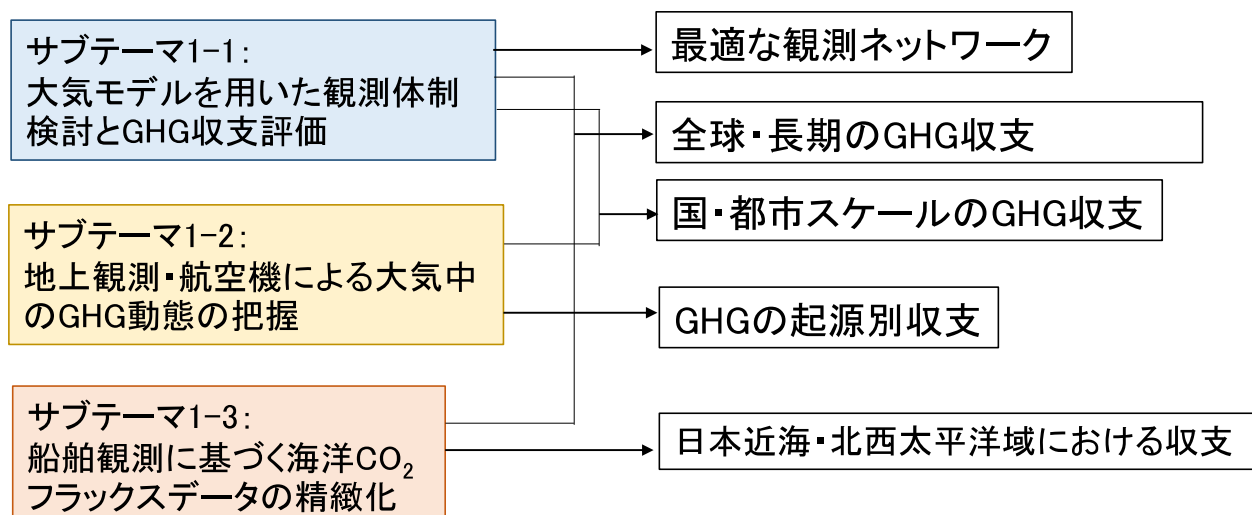 サブテーマ1-1:
大気モデルを用いた観測体制
検討とGHG収支評価
サブテーマ1-2:
地上観測・航空機による大気中
のGHG動態の把握
サブテーマ1-3:
船舶観測に基づく海洋CO₂
フラックスデータの精緻化
最適な観測ネットワーク
全球・長期のGHG収支
国・都市スケールのGHG収支
GHGの起源別収支
日本近海・北西太平洋域における収支